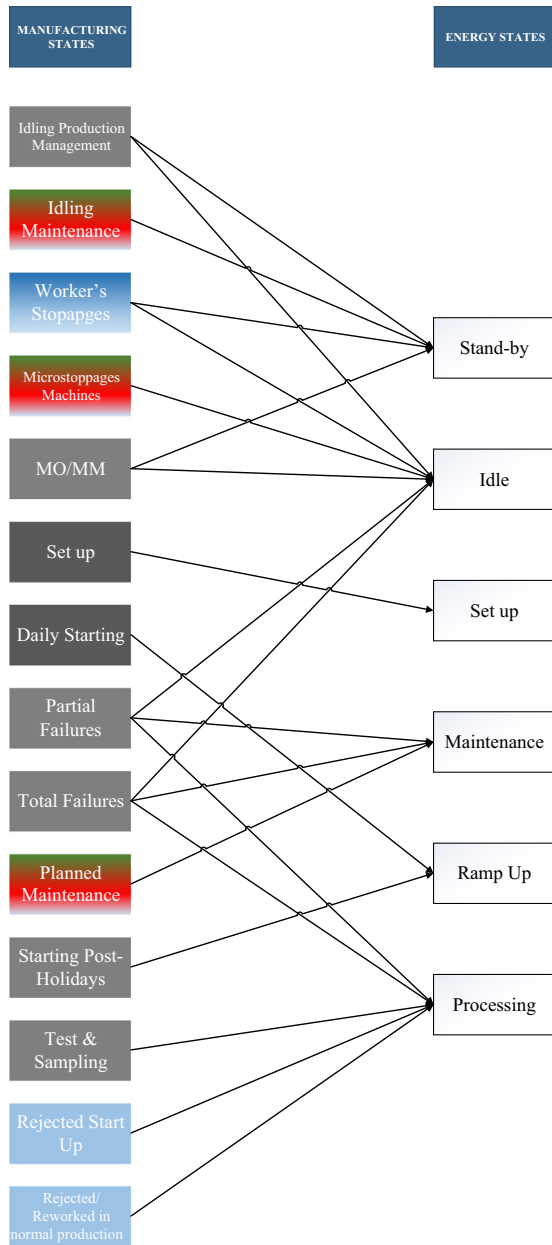 MANUFACTURING
STATES
ENERGY STATES
Idling Production
Management
Idling
Maintenance
Worker's
Stopapges
Stand-by
Microstoppages
Machines
MO/MM
Idle
Set up
Set up
Daily Starting
Partial
Failures
Maintenance
Total Failures
Planned
Maintenance
Ramp Up
Starting Post-
Holidays
Processing
Test &
Sampling
Rejected Start
Up
Rejected/
Reworked in
normal production